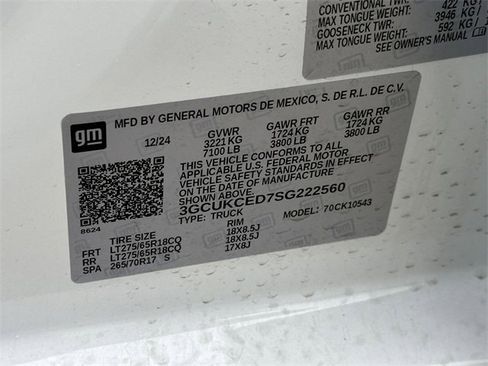 CONVENTIONAL TWR: 422 KG /
MAX TONGUE WEIGHT: 3946 KG /
GOOSENECK TWR: 592 KG /
MAX TONGUE WEIGHT:
SEE OWNER'S MANUAL
gm
MFD BY GENERAL MOTORS DE MEXICO, S. DE R.L. DE C.V.
12/24 GVWR GAWR FRT GAWR RR
3221 KG 1724 KG 1724 KG
7100 LB 3800 LB 3800 LB
THIS VEHICLE CONFORMS TO ALL
APPLICABLE U.S. FEDERAL MOTOR
VEHICLE SAFETY STANDARDS IN EFFECT
ON THE DATE OF MANUFACTURE
3GCUKCED7SG222560
TYPE: TRUCK MODEL: 70CK10543
8624
TIRE SIZE RIM
FRT LT275/65R18CQ 18X8.5J
RR LT275/65R18CQ 18X8.5J
SPA 265/70R17 S 17X8J